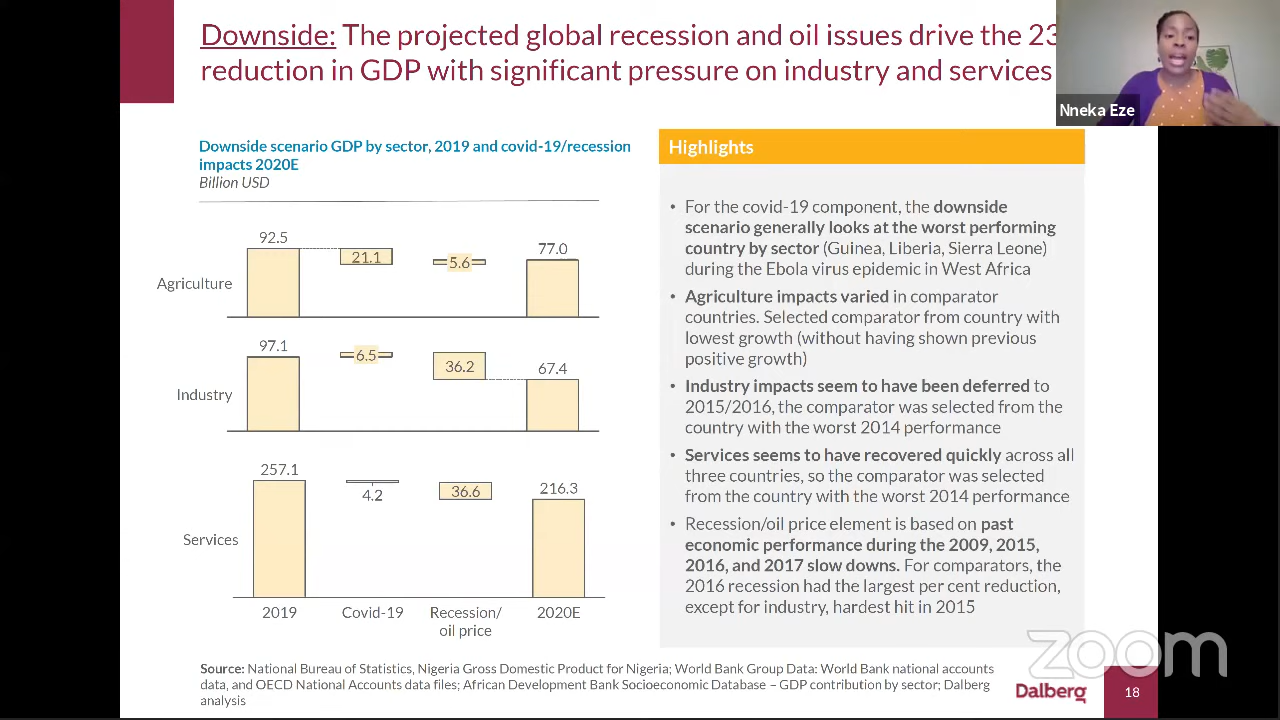 Downside: The projected global recession and oil issues drive the 23
reduction in GDP with significant pressure on industry and services
Nneka Eze
Downside scenario GDP by sector, 2019 and covid-19/recession
impacts 2020E
Billion USD
92.5
21.1
5.6
77.0
Agriculture
97.1
6.5
36.2
67.4
Industry
257.1
4.2
36.6
216.3
Services
2019
Covid-19
Recession/
oil price
2020E
Highlights
• For the covid-19 component, the downside
scenario generally looks at the worst performing
country by sector (Guinea, Liberia, Sierra Leone)
during the Ebola virus epidemic in West Africa
• Agriculture impacts varied in comparator
countries. Selected comparator from country with
lowest growth (without having shown previous
positive growth)
• Industry impacts seem to have been deferred to
2015/2016, the comparator was selected from the
country with the worst 2014 performance
• Services seems to have recovered quickly across all
three countries, so the comparator was selected
from the country with the worst 2014 performance
• Recession/oil price element is based on past
economic performance during the 2009, 2015,
2016, and 2017 slow downs. For comparators, the
2016 recession had the largest per cent reduction,
except for industry, hardest hit in 2015
Source: National Bureau of Statistics, Nigeria Gross Domestic Product for Nigeria; World Bank Group Data: World Bank national accounts
data, and OECD National Accounts data files; African Development Bank Socioeconomic Database – GDP contribution by sector; Dalberg
analysis
zoom
Dalberg
18